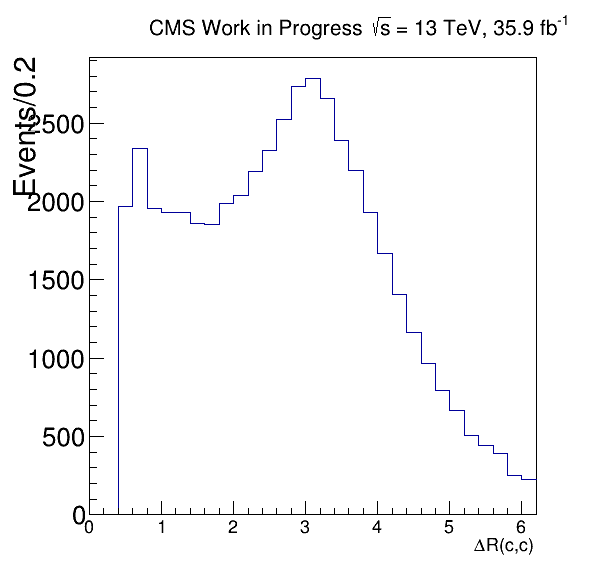 CMS Work in Progress √s = 13 TeV, 35.9 fb⁻¹
Events/0.2
2500
2000
1500
1000
500
0
0 1 2 3 4 5 6
ΔR(c,c)